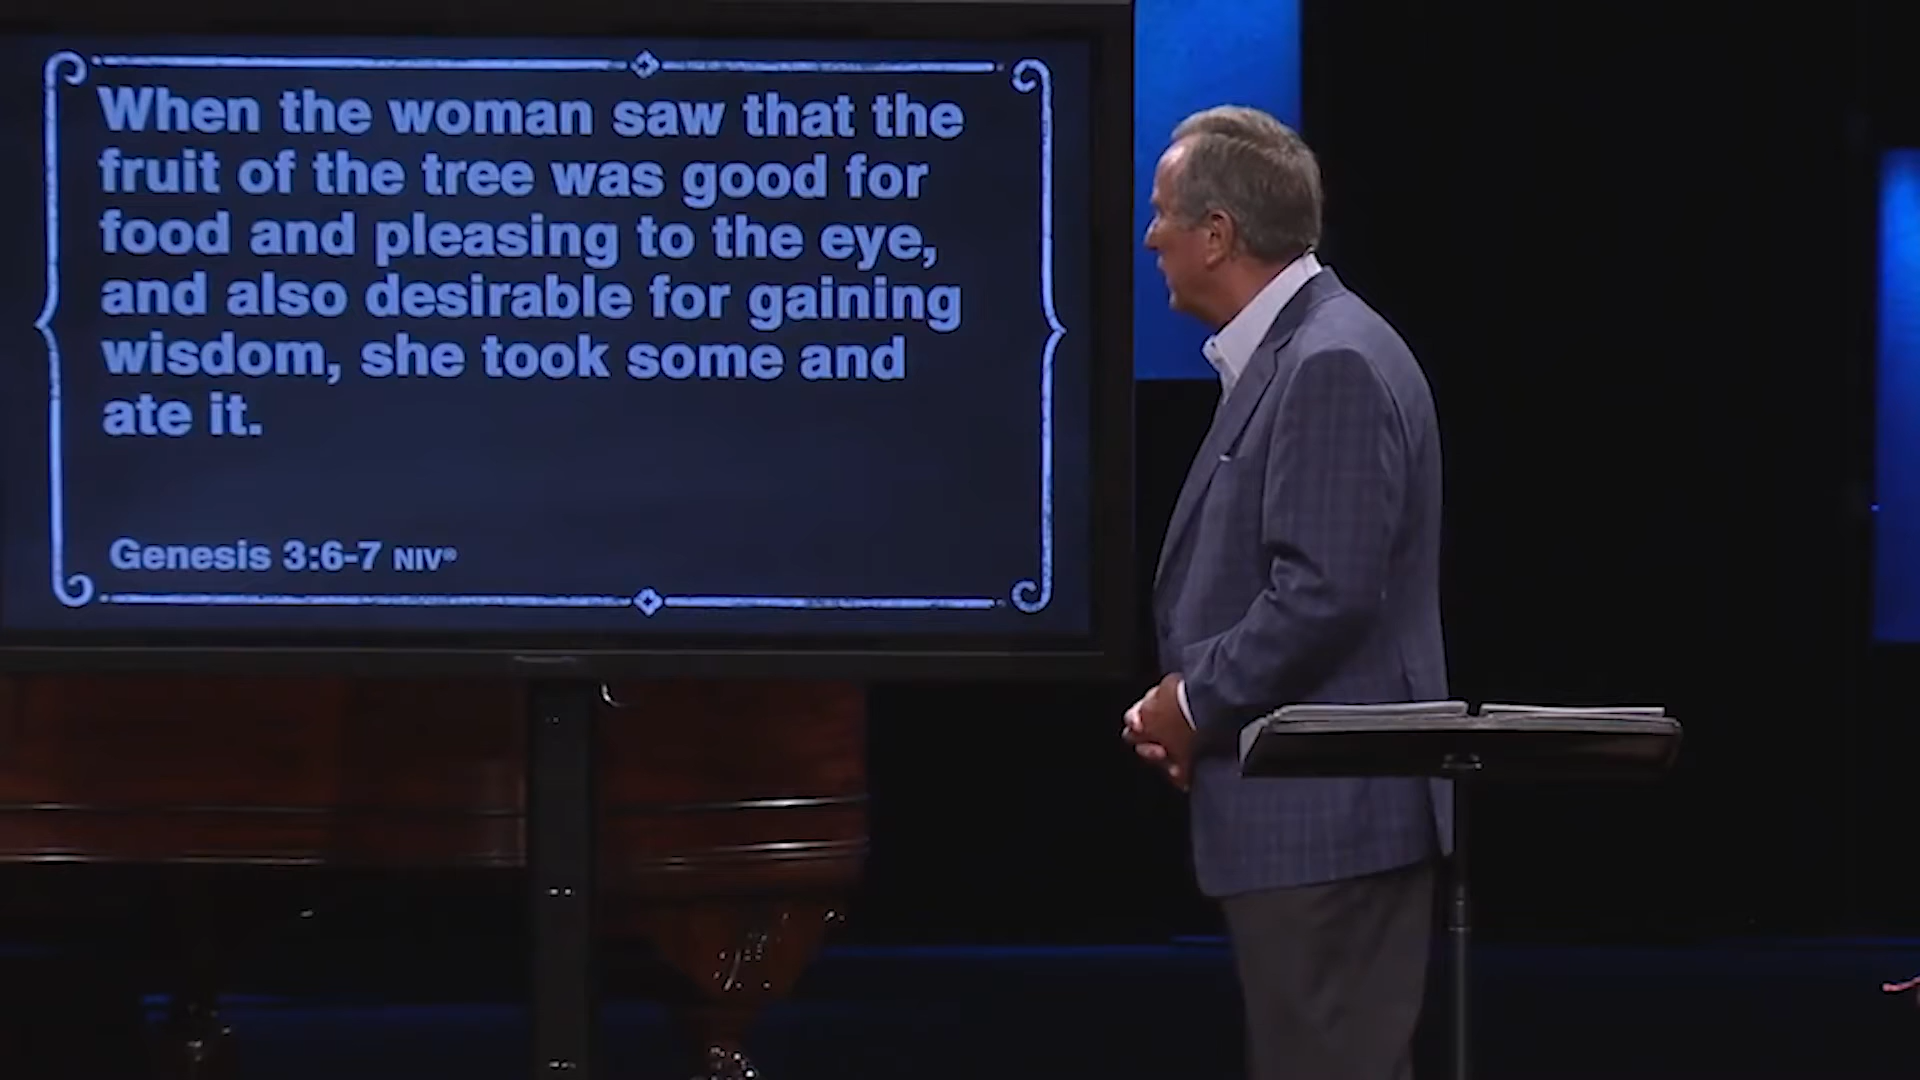 When the woman saw that the
fruit of the tree was good for
food and pleasing to the eye,
and also desirable for gaining
wisdom, she took some and
ate it.
Genesis 3:6-7 NIV®